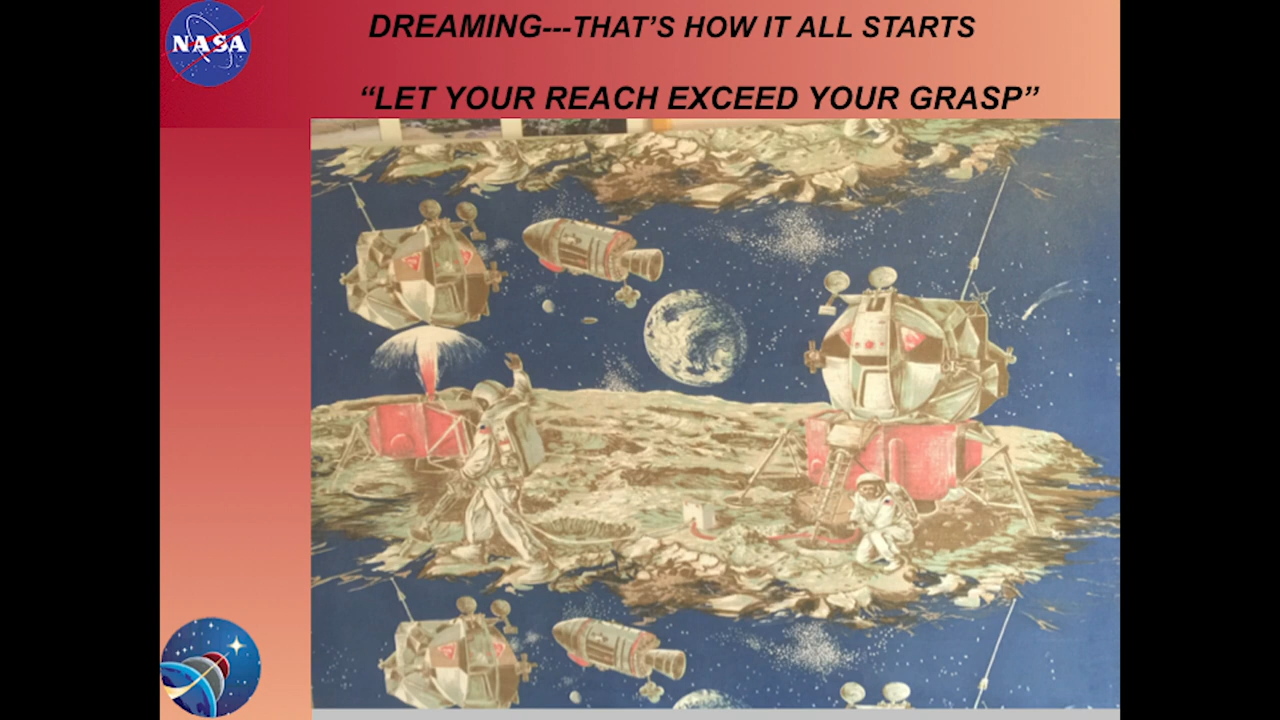 NASA
DREAMING---THAT’S HOW IT ALL STARTS
“LET YOUR REACH EXCEED YOUR GRASP”